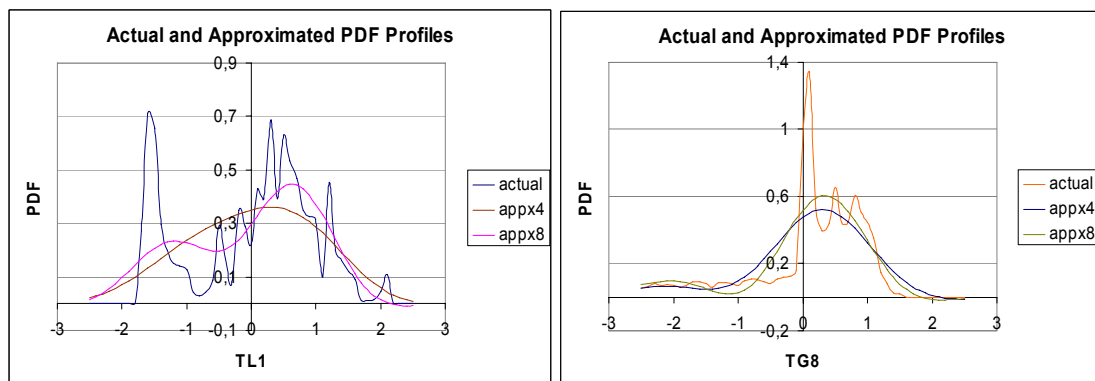 Actual and Approximated PDF Profiles
0,9
0,7
0,5
0,3
0,1
-0,1
-3
-2
-1
0
1
2
3
PDF
TL1
actual
appx4
appx8
Actual and Approximated PDF Profiles
1,4
1
0,6
0,2
-0,2
-3
-2
-1
0
1
2
3
PDF
TG8
actual
appx4
appx8